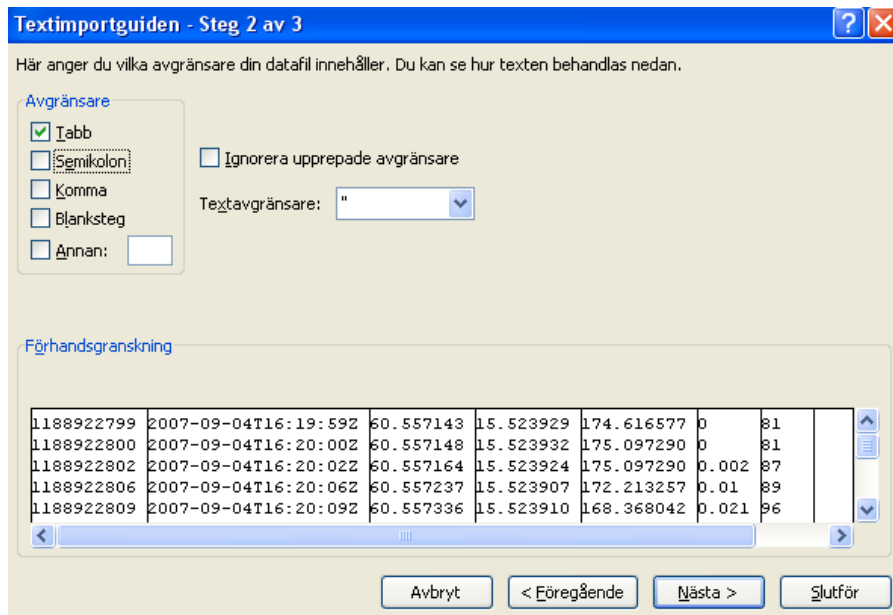 Textimportguiden - Steg 2 av 3
Här anger du vilka avgränsare din datafil innehåller. Du kan se hur texten behandlas nedan.
Avgränsare
Tabb
Semikolon
Komma
Blanksteg
Annan:
Ignorera upprepade avgränsare
Textavgränsare: "
Förhandsgranskning
1188922799 2007-09-04T16:19:59Z 60.557143 15.523929 174.616577 0 81
1188922800 2007-09-04T16:20:00Z 60.557148 15.523932 175.097290 0 81
1188922802 2007-09-04T16:20:02Z 60.557164 15.523924 175.097290 0.002 87
1188922806 2007-09-04T16:20:06Z 60.557237 15.523907 172.213257 0.01 89
1188922809 2007-09-04T16:20:09Z 60.557336 15.523910 168.368042 0.021 96
Avbryt < Föregående Nästa > Slutför